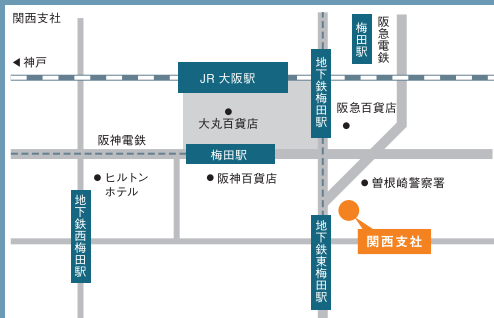 関西支社
◀神戸
JR 大阪駅
地下鉄梅田駅
梅田駅
阪急電鉄
大丸百貨店
阪急百貨店
阪神電鉄
梅田駅
ヒルトン
ホテル
阪神百貨店
曽根崎警察署
地下鉄西梅田駅
地下鉄東梅田駅
関西支社